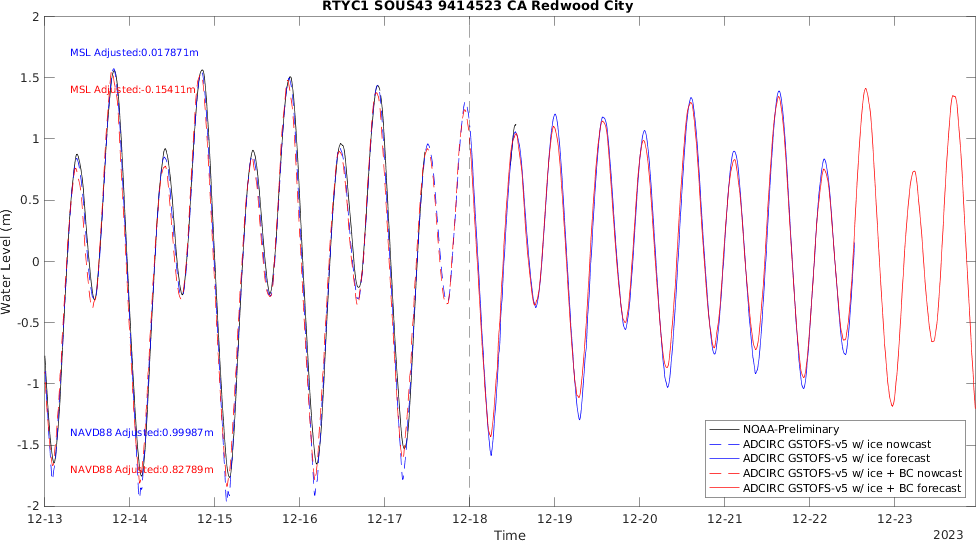 RTYC1 SOUS43 9414523 CA Redwood City
MSL Adjusted:0.017871m
MSL Adjusted:-0.15411m
NAVD88 Adjusted:0.99987m
NAVD88 Adjusted:0.82789m
Water Level (m)
2
1.5
1
0.5
0
-0.5
-1
-1.5
-2
NOAA-Preliminary
ADCIRC GSTOFS-v5 w/ ice nowcast
ADCIRC GSTOFS-v5 w/ ice forecast
ADCIRC GSTOFS-v5 w/ ice + BC nowcast
ADCIRC GSTOFS-v5 w/ ice + BC forecast
12-13 12-14 12-15 12-16 12-17 12-18 12-19 12-20 12-21 12-22 12-23
Time
2023